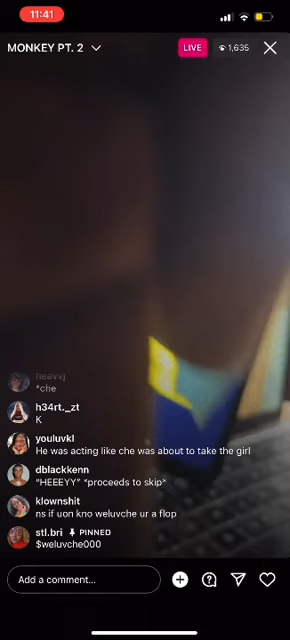 11:41
MONKEY PT. 2
LIVE
1,635
heavvj
*che
h34rt._zt
K
youluvkl
He was acting like che was about to take the girl
dblackkenn
"HEEEYY" *proceeds to skip*
klownshit
ns if uon kno weluvche ur a flop
stl.bri PINNED
$weluvche000
Add a comment...